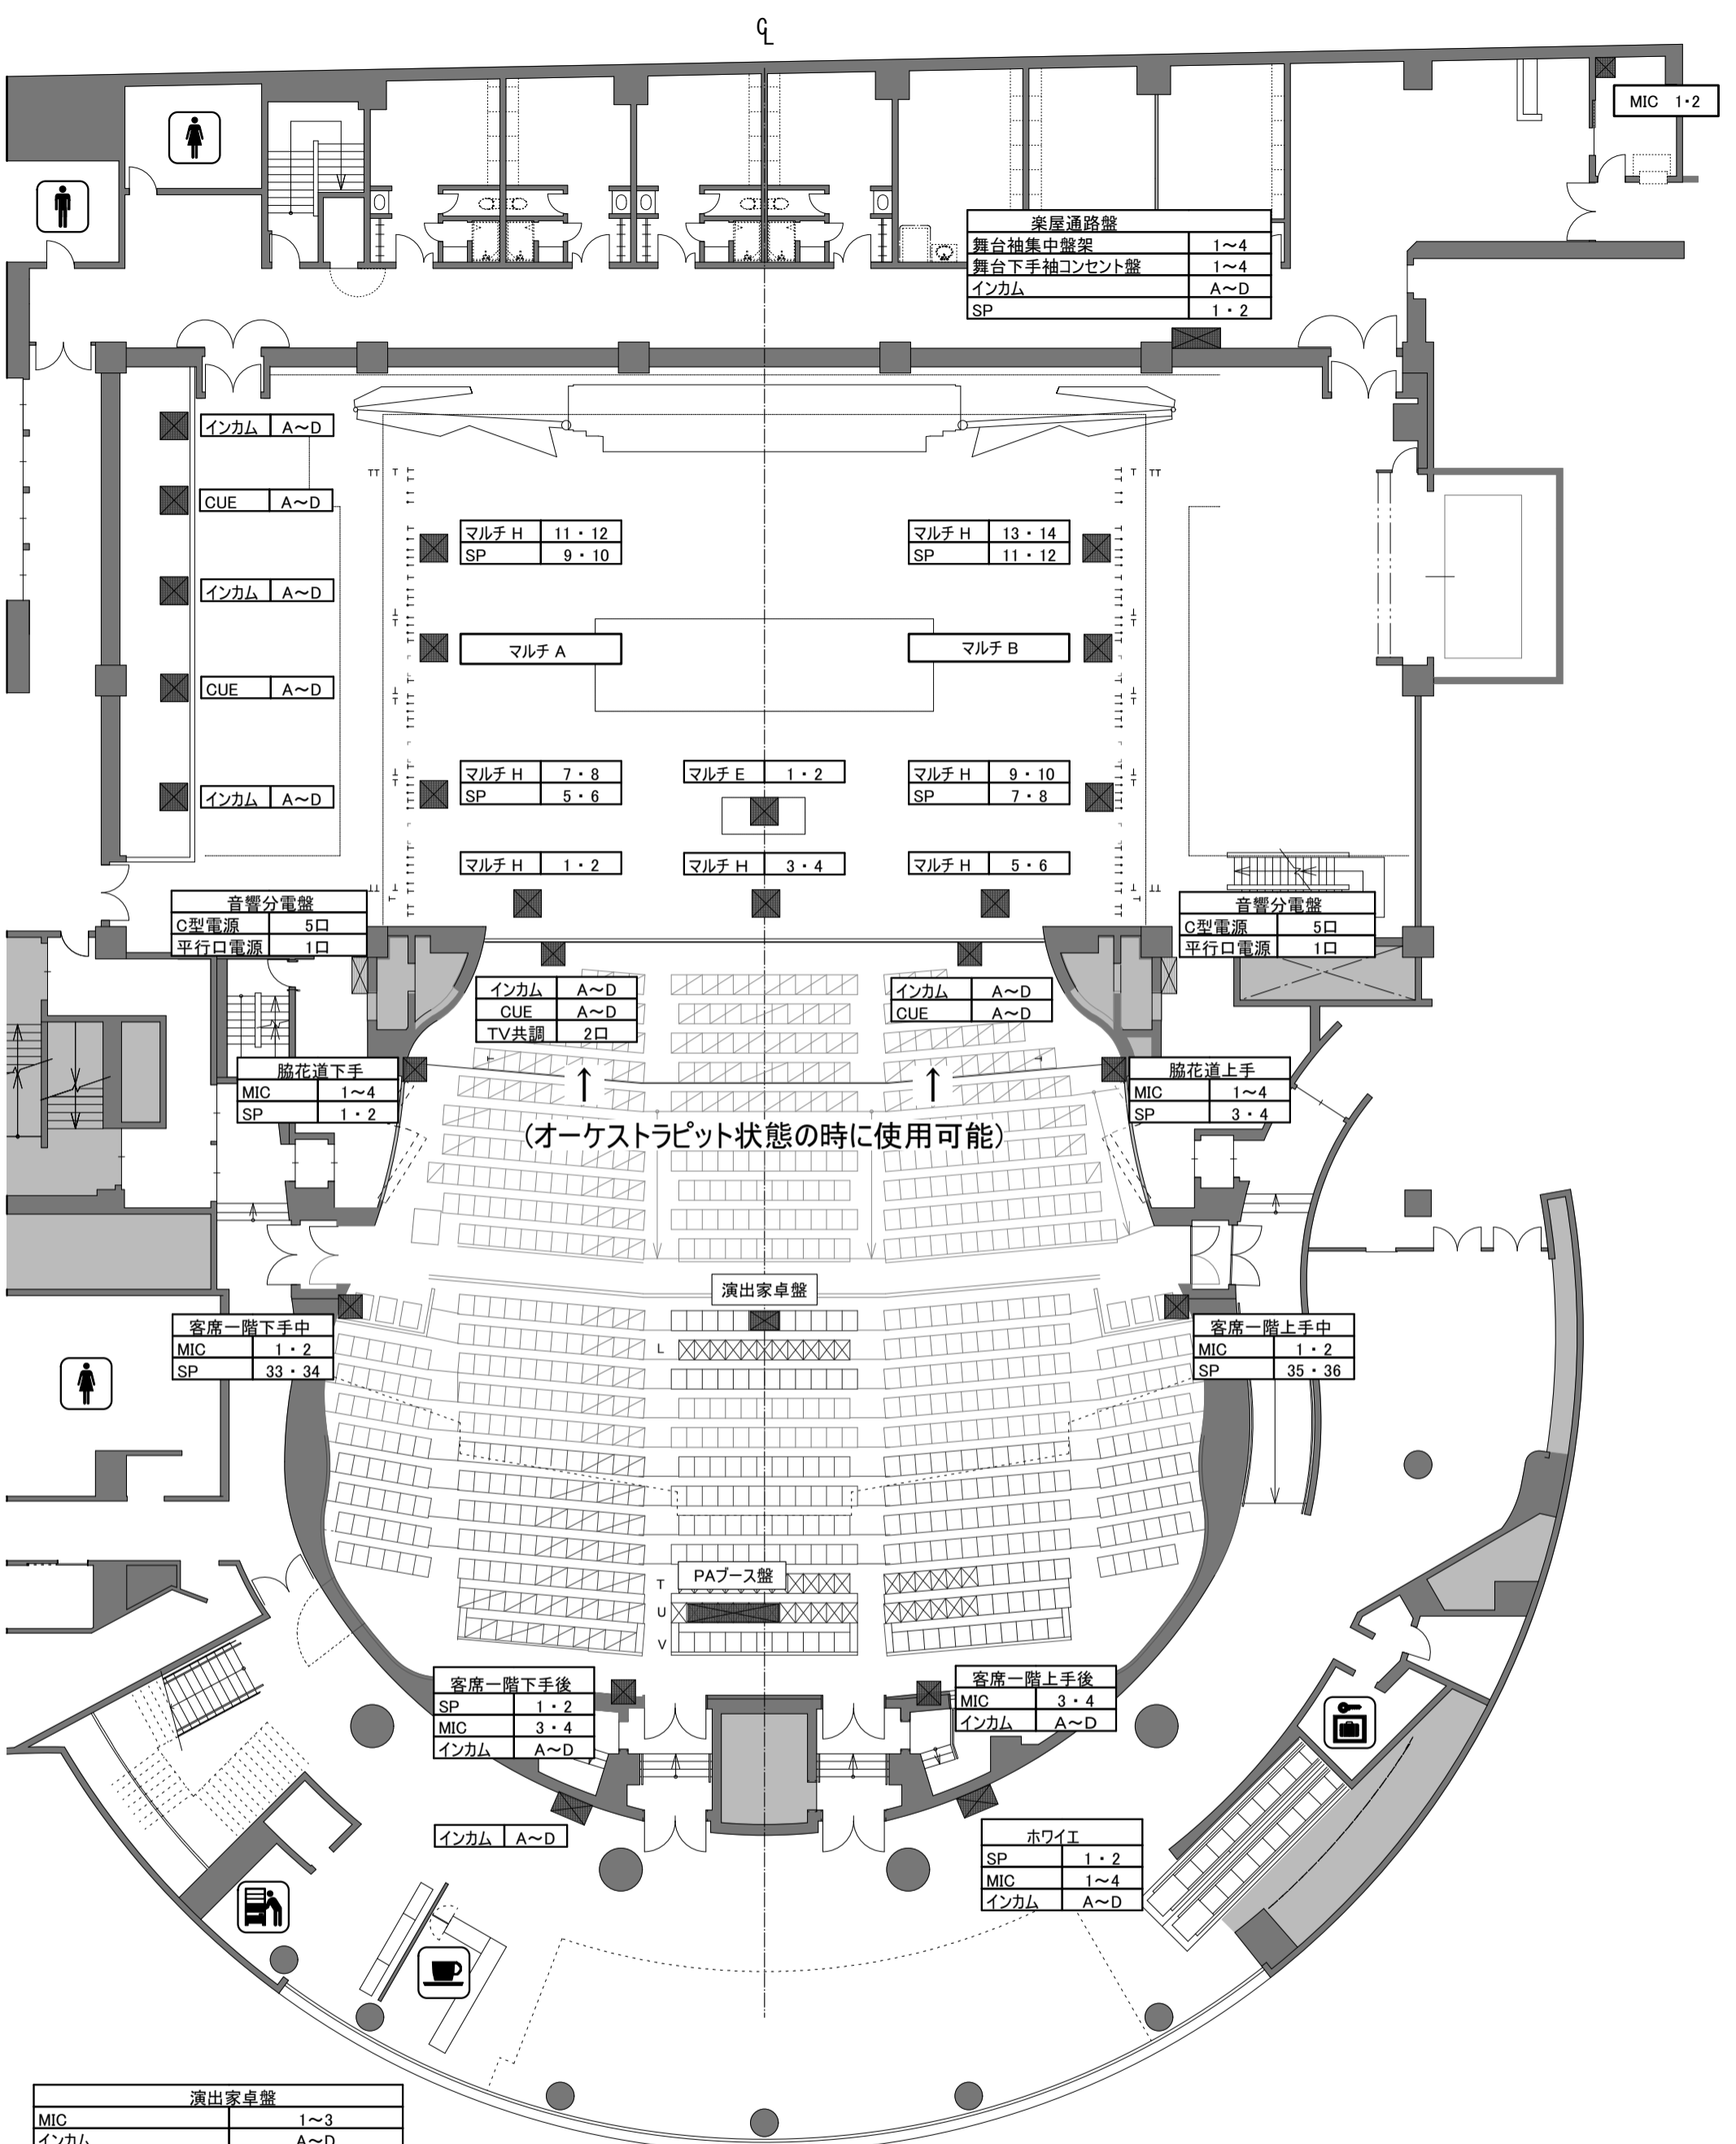 ℄
MIC 1・2
楽屋通路盤
舞台袖集中盤架 1～4
舞台下手袖コンセント盤 1～4
インカム A～D
SP 1・2
インカム A～D
CUE A～D
インカム A～D
CUE A～D
インカム A～D
TT T
T TT
マルチ H 11・12
SP 9・10
マルチ H 13・14
SP 11・12
マルチ A
マルチ B
マルチ H 7・8
SP 5・6
マルチ E 1・2
マルチ H 9・10
SP 7・8
マルチ H 1・2
マルチ H 3・4
マルチ H 5・6
音響分電盤
C型電源 5口
平行口電源 1口
音響分電盤
C型電源 5口
平行口電源 1口
インカム A～D
CUE A～D
TV共調 2口
インカム A～D
CUE A～D
脇花道下手
MIC 1～4
SP 1・2
脇花道上手
MIC 1～4
SP 3・4
↑ ↑
(オーケストラピット状態の時に使用可能)
演出家卓盤
客席一階下手中
MIC 1・2
SP 33・34
客席一階上手中
MIC 1・2
SP 35・36
L
PAブース盤
T
U
V
客席一階下手後
SP 1・2
MIC 3・4
インカム A～D
客席一階上手後
MIC 3・4
インカム A～D
インカム A～D
ホワイエ
SP 1・2
MIC 1～4
インカム A～D
演出家卓盤
MIC 1～3
インカム A～D